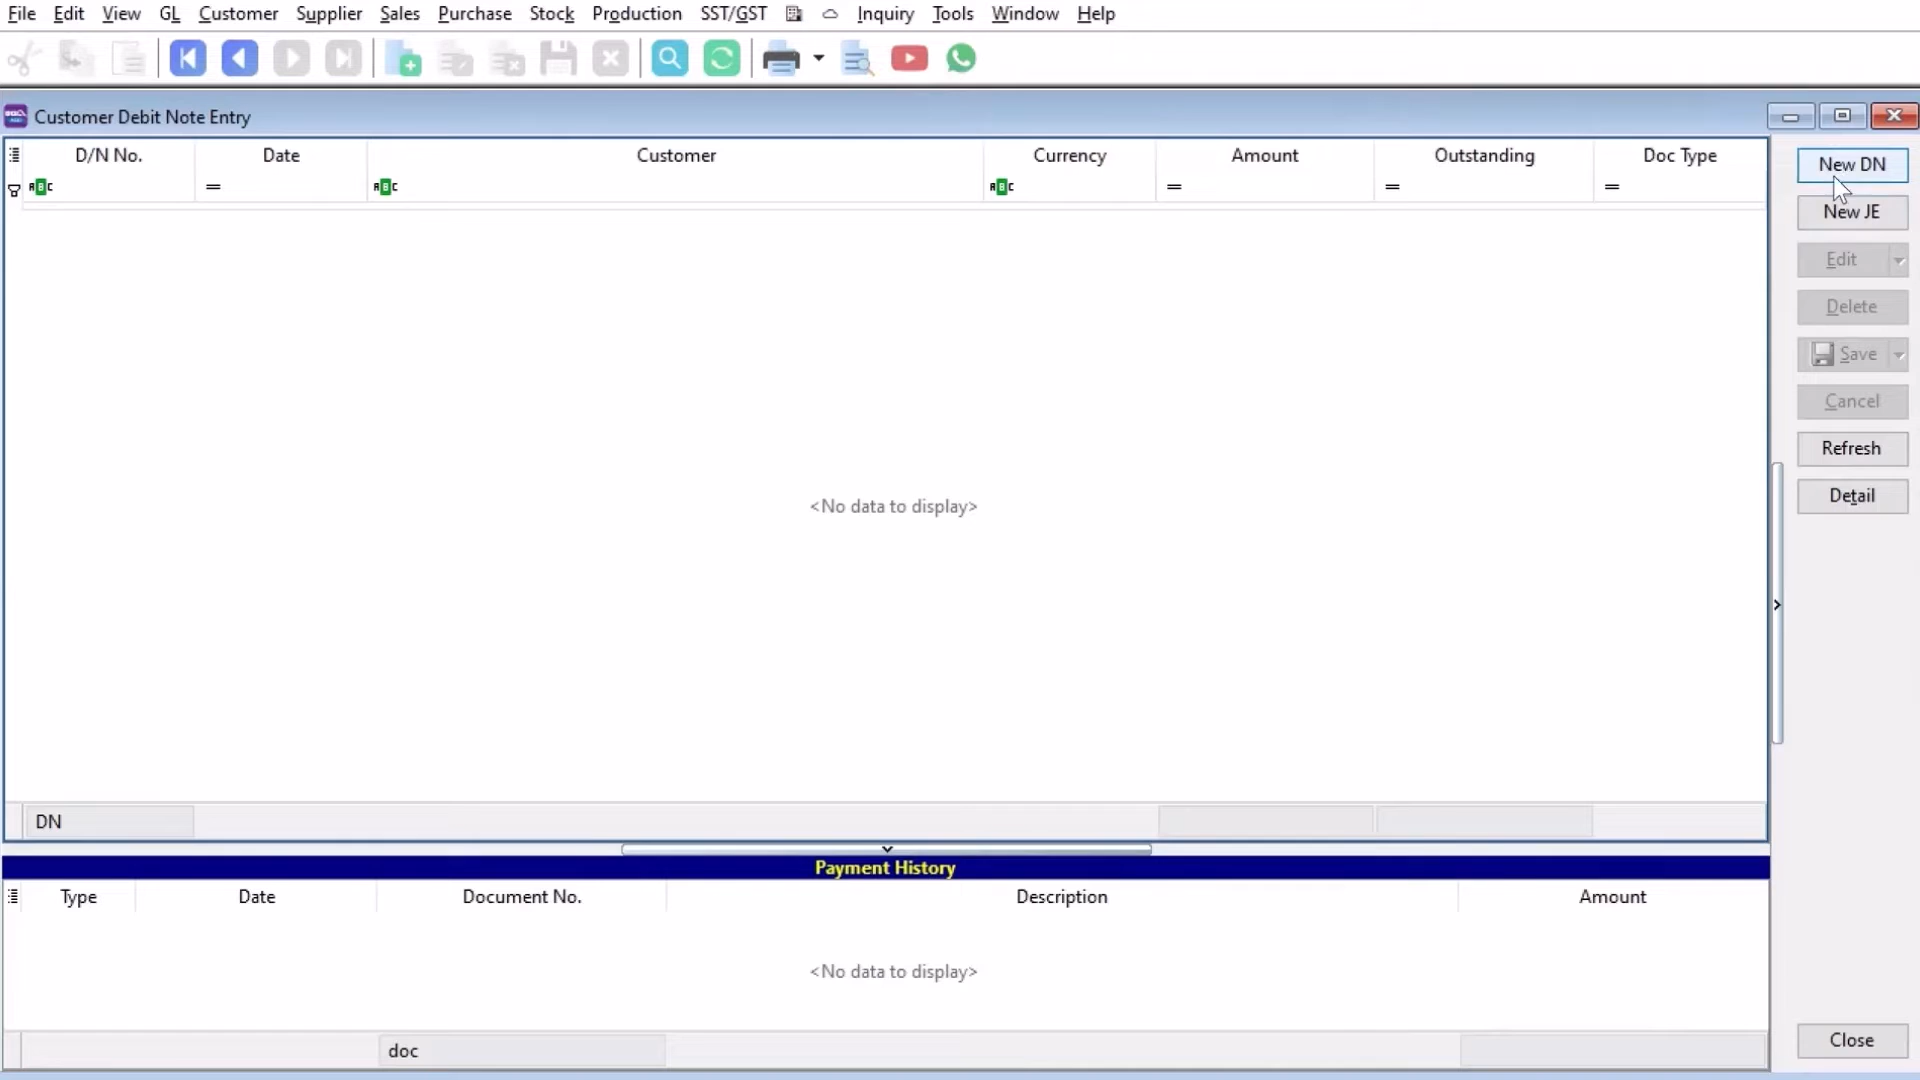 File Edit View GL Customer Supplier Sales Purchase Stock Production SST/GST Inquiry Tools Window Help
Customer Debit Note Entry
D/N No. Date Customer Currency Amount Outstanding Doc Type
ABC = ABC ABC = = =
<No data to display>
DN
Payment History
Type Date Document No. Description Amount
<No data to display>
doc
New DN
New JE
Edit
Delete
Save
Cancel
Refresh
Detail
Close